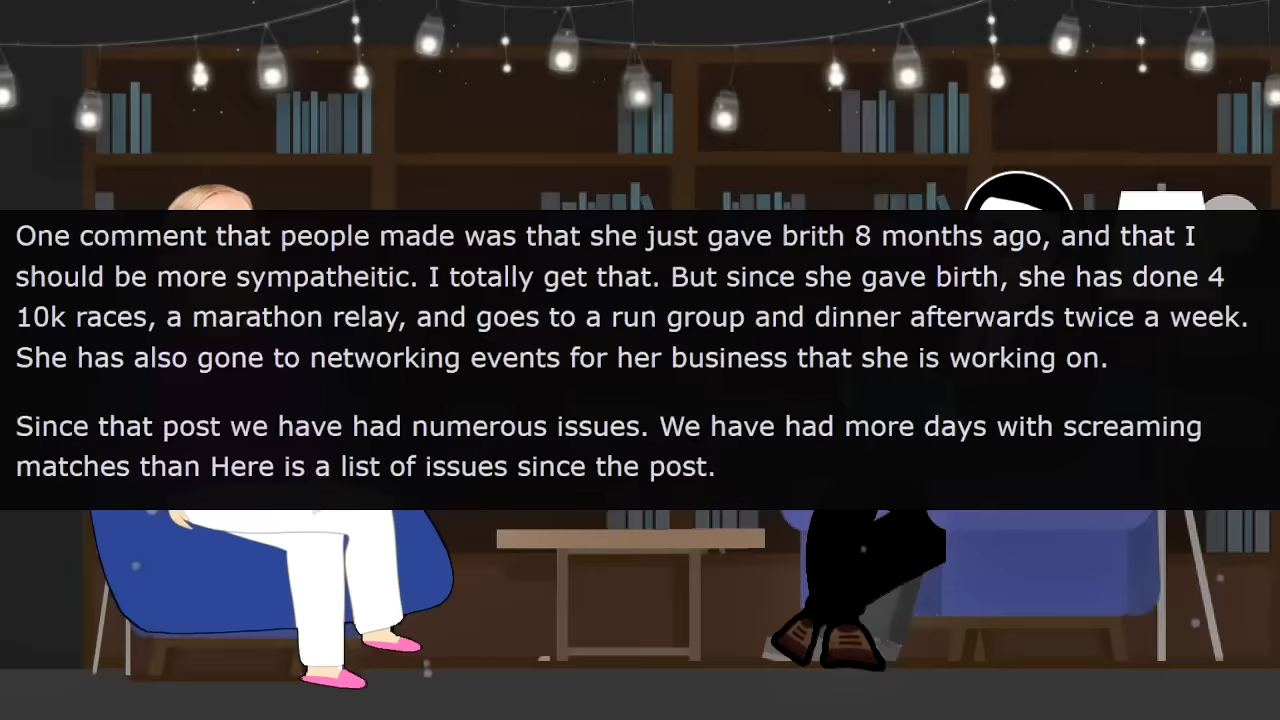 One comment that people made was that she just gave brith 8 months ago, and that I
should be more sympatheitic. I totally get that. But since she gave birth, she has done 4
10k races, a marathon relay, and goes to a run group and dinner afterwards twice a week.
She has also gone to networking events for her business that she is working on.
Since that post we have had numerous issues. We have had more days with screaming
matches than Here is a list of issues since the post.